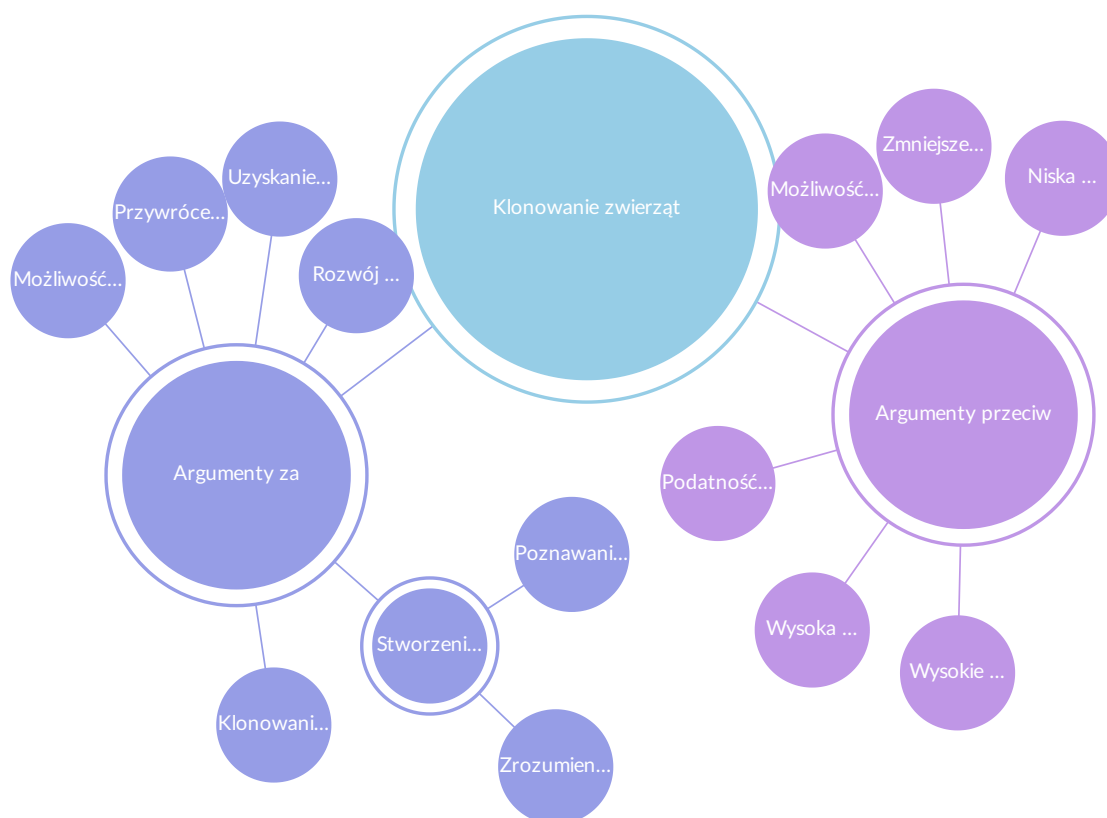 Klonowanie zwierząt
Argumenty za
Możliwość...
Przywróce...
Uzyskanie...
Rozwój ...
Klonowani...
Stworzeni...
Poznawani...
Zrozumien...
Argumenty przeciw
Możliwość...
Zmniejsze...
Niska ...
Podatność...
Wysoka ...
Wysokie ...